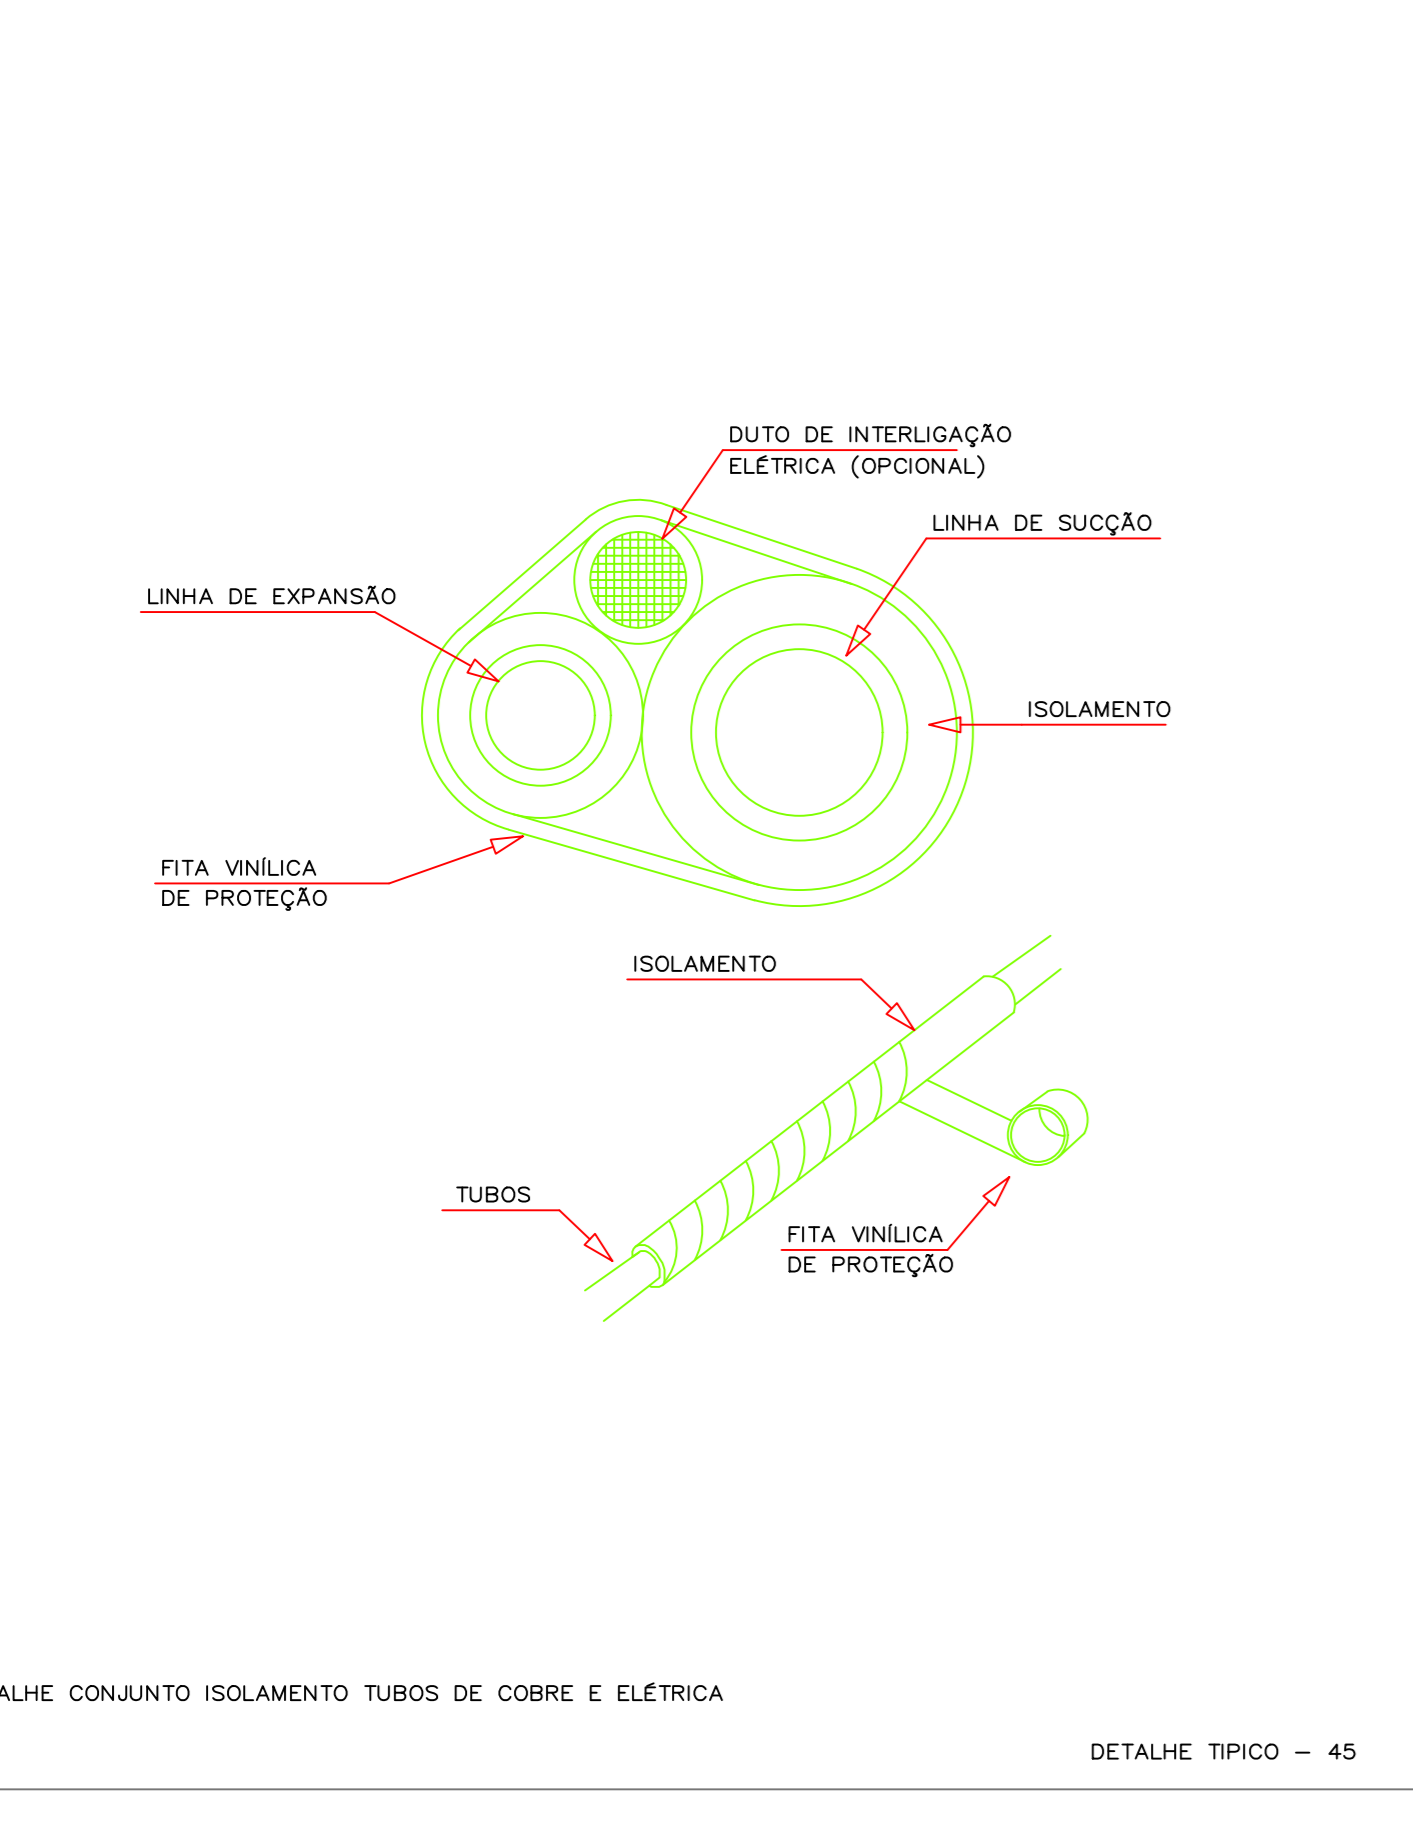 DUTO DE INTERLIGAÇÃO
ELÉTRICA (OPCIONAL)
LINHA DE SUCÇÃO
LINHA DE EXPANSÃO
ISOLAMENTO
FITA VINÍLICA
DE PROTEÇÃO
ISOLAMENTO
TUBOS
FITA VINÍLICA
DE PROTEÇÃO
ALHE CONJUNTO ISOLAMENTO TUBOS DE COBRE E ELÉTRICA
DETALHE TIPICO – 45